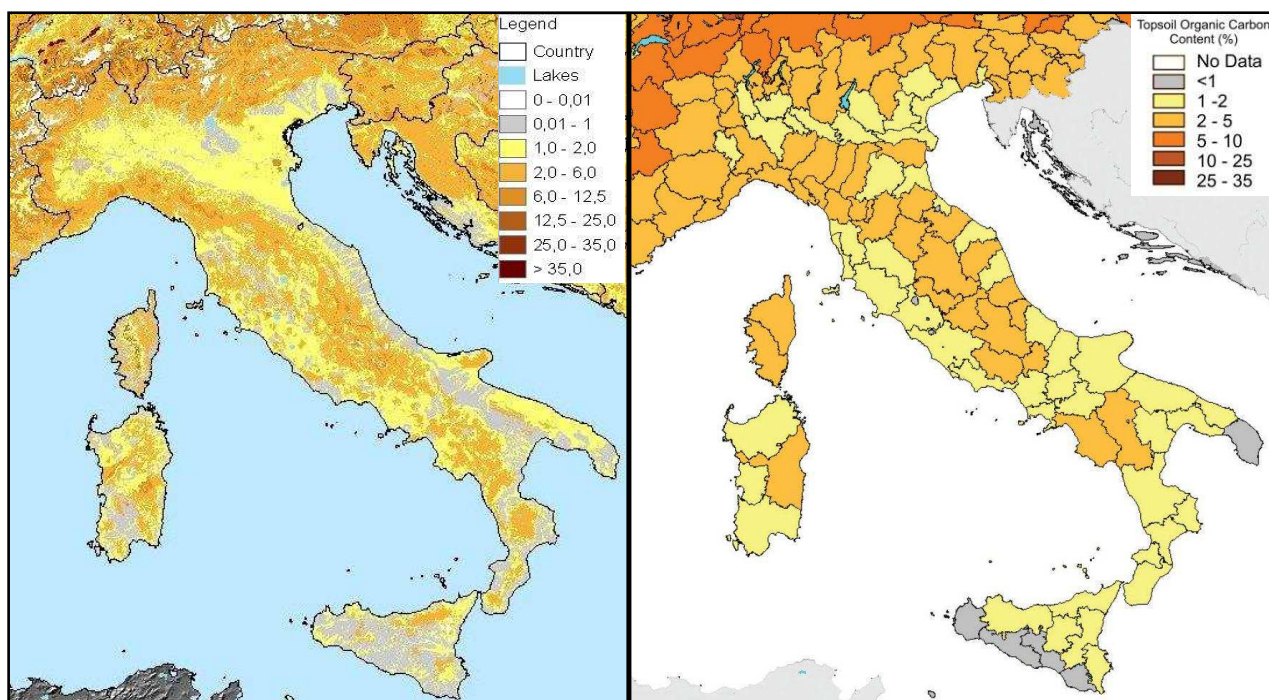 Legend
Country
Lakes
0 - 0,01
0,01 - 1
1,0 - 2,0
2,0 - 6,0
6,0 - 12,5
12,5 - 25,0
25,0 - 35,0
> 35,0
Topsoil Organic Carbon
Content (%)
No Data
<1
1 -2
2 - 5
5 - 10
10 - 25
25 - 35